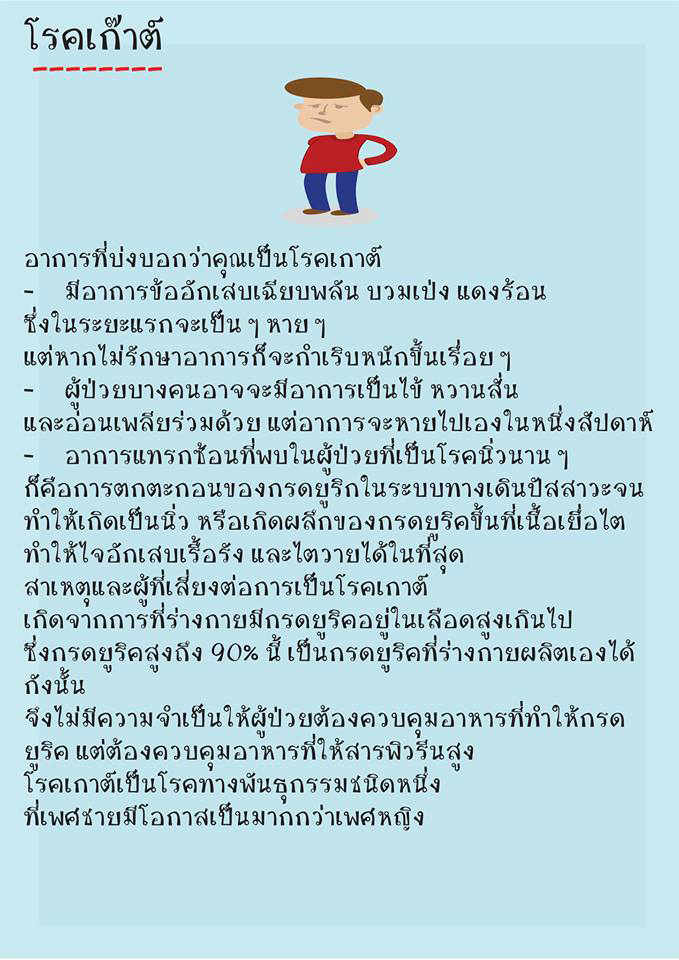 โรคเก๊าต์
อาการที่บ่งบอกว่าคุณเป็นโรคเกาต์
- มีอาการข้ออักเสบเฉียบพลัน บวมเป่ง แดงร้อน
ซึ่งในระยะแรกจะเป็น ๆ หาย ๆ
แต่หากไม่รักษาอาการก็จะกำเริบหนักขึ้นเรื่อย ๆ
- ผู้ป่วยบางคนอาจจะมีอาการเป็นไข้ หวานสั่น
และอ่อนเพลียร่วมด้วย แต่อาการจะหายไปเองในหนึ่งสัปดาห์
- อาการแทรกซ้อนที่พบในผู้ป่วยที่เป็นโรคนิ่วนาน ๆ
ก็คือการตกตะกอนของกรดยูริกในระบบทางเดินปัสสาวะจน
ทำให้เกิดเป็นนิ่ว หรือเกิดผลึกของกรดยูริคขึ้นที่เนื้อเยื่อไต
ทำให้ไจอักเสบเรื้อรัง และไตวายได้ในที่สุด
สาเหตุและผู้ที่เสี่ยงต่อการเป็นโรคเกาต์
เกิดจากการที่ร่างกายมีกรดยูริคอยู่ในเลือดสูงเกินไป
ซึ่งกรดยูริคสูงถึง 90% นี้ เป็นกรดยูริคที่ร่างกายผลิตเองได้
ถังนั้น
จึงไม่มีความจำเป็นให้ผู้ป่วยต้องควบคุมอาหารที่ทำให้กรด
ยูริค แต่ต้องควบคุมอาหารที่ให้สารพิวรีนสูง
โรคเกาต์เป็นโรคทางพันธุกรรมชนิดหนึ่ง
ที่เพศชายมีโอกาสเป็นมากกว่าเพศหญิง